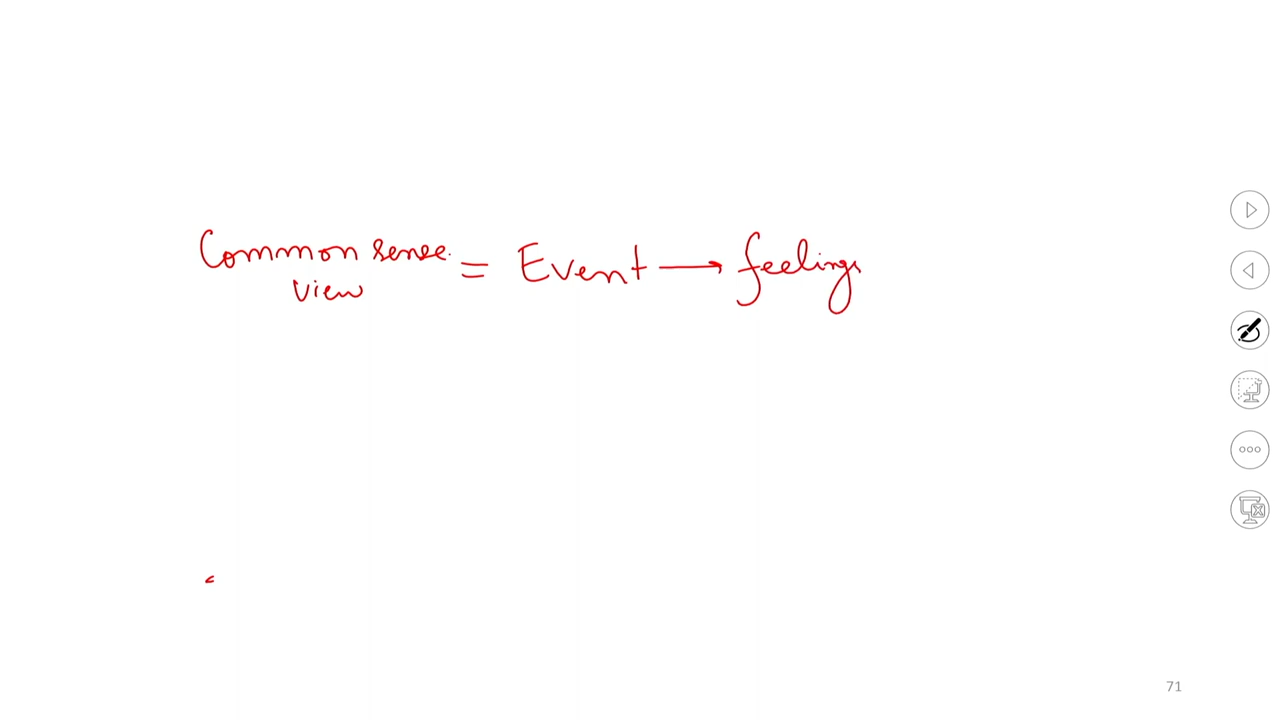 Common sense = Event → feelings
view
71